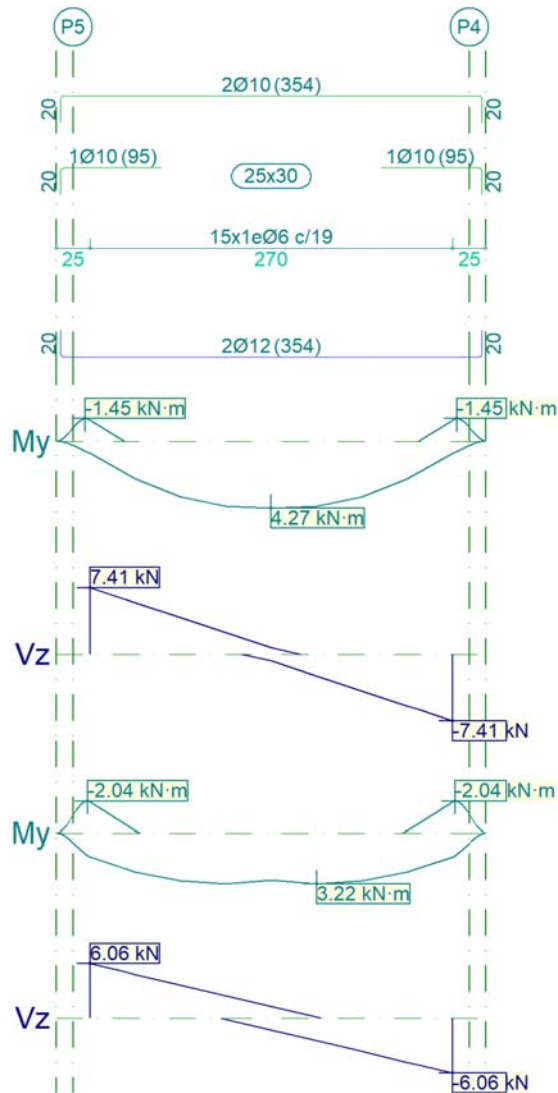 P5 P4
2Ø10 (354)
20 20
1Ø10 (95) 1Ø10 (95)
20 25x30 20
15x1eØ6 c/19
25 270 25
20 2Ø12 (354) 20
-1.45 kN·m -1.45 kN·m
My
4.27 kN·m
7.41 kN
Vz
-7.41 kN
-2.04 kN·m -2.04 kN·m
My
3.22 kN·m
6.06 kN
Vz
-6.06 kN